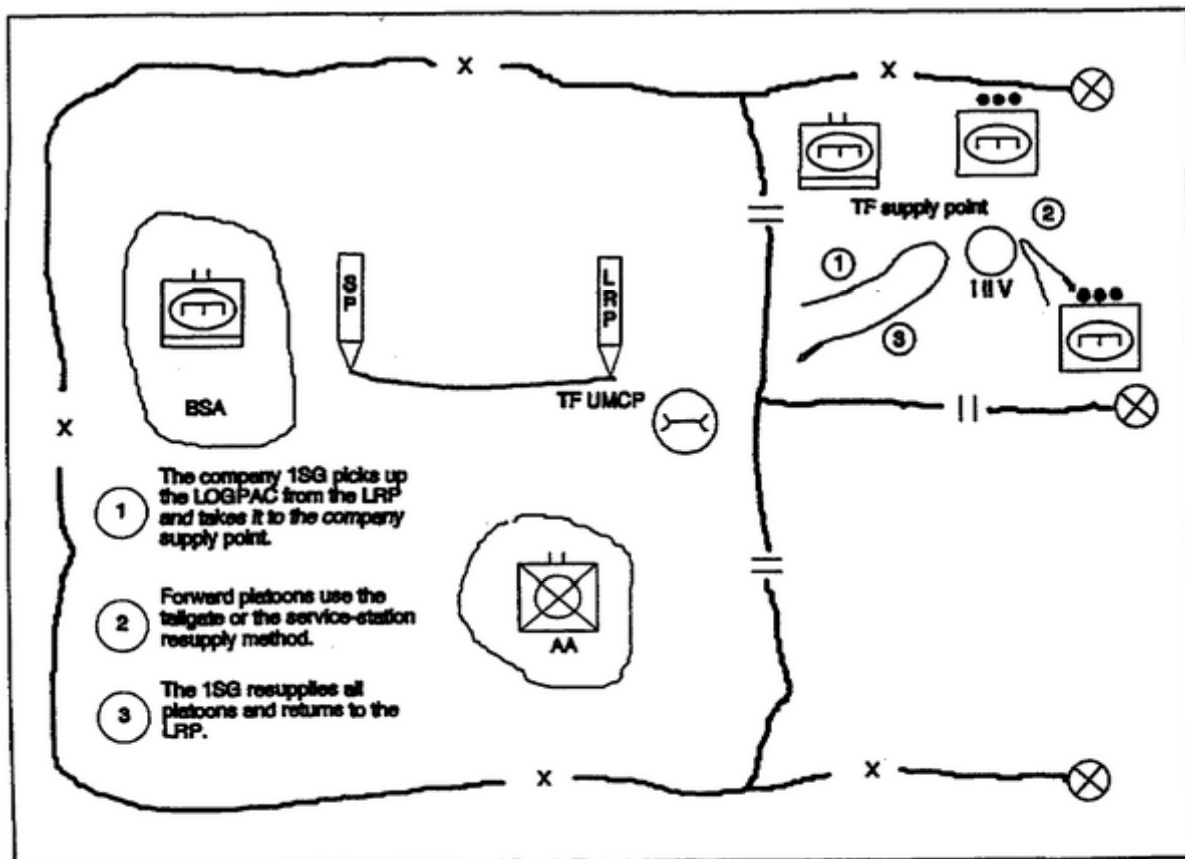 X
X
TF supply point
2
1
I II V
3
SP
LRP
BSA
TF UMCP
X
1
The company 1SG picks up
the LOGPAC from the LRP
and takes it to the company
supply point.
2
Forward platoons use the
tailgate or the service-station
resupply method.
AA
3
The 1SG resupplies all
platoons and returns to the
LRP.
X
X